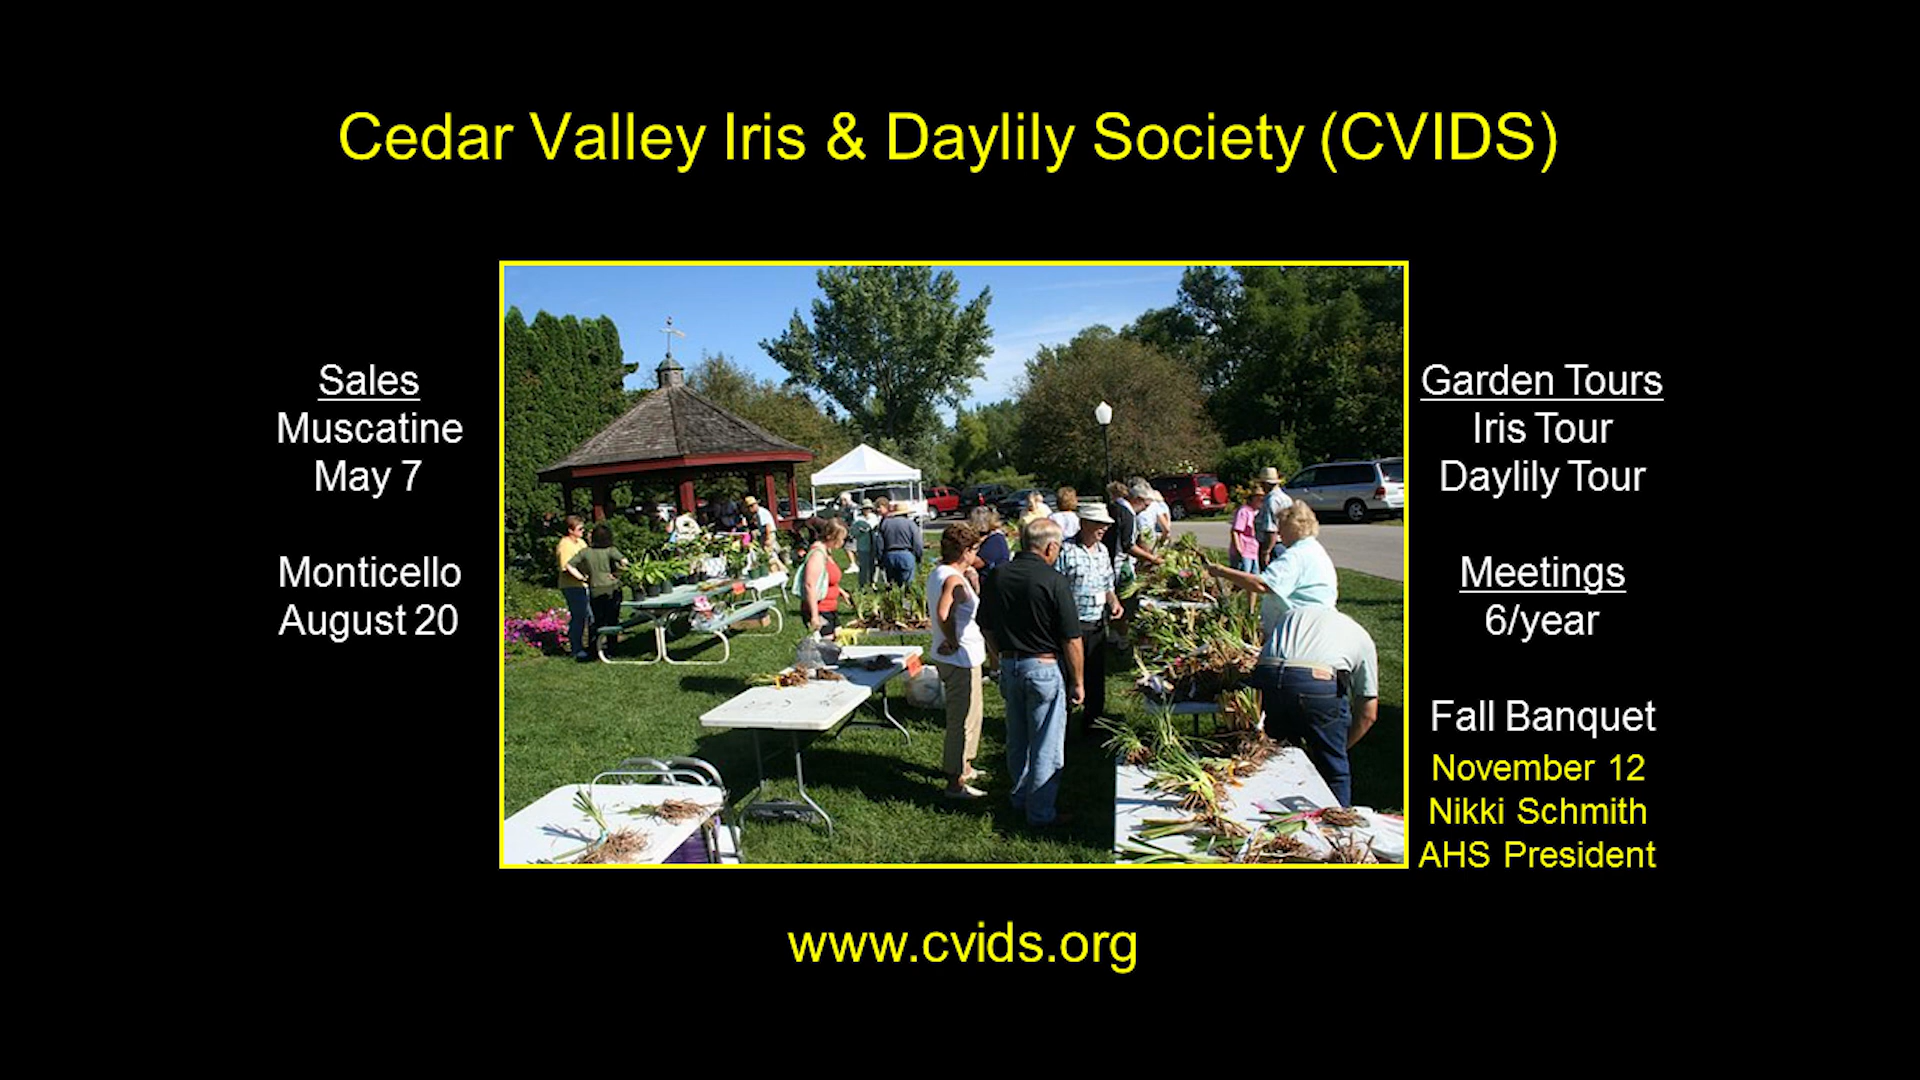 Cedar Valley Iris & Daylily Society (CVIDS)
Sales
Muscatine
May 7
Monticello
August 20
Garden Tours
Iris Tour
Daylily Tour
Meetings
6/year
Fall Banquet
November 12
Nikki Schmith
AHS President
www.cvids.org